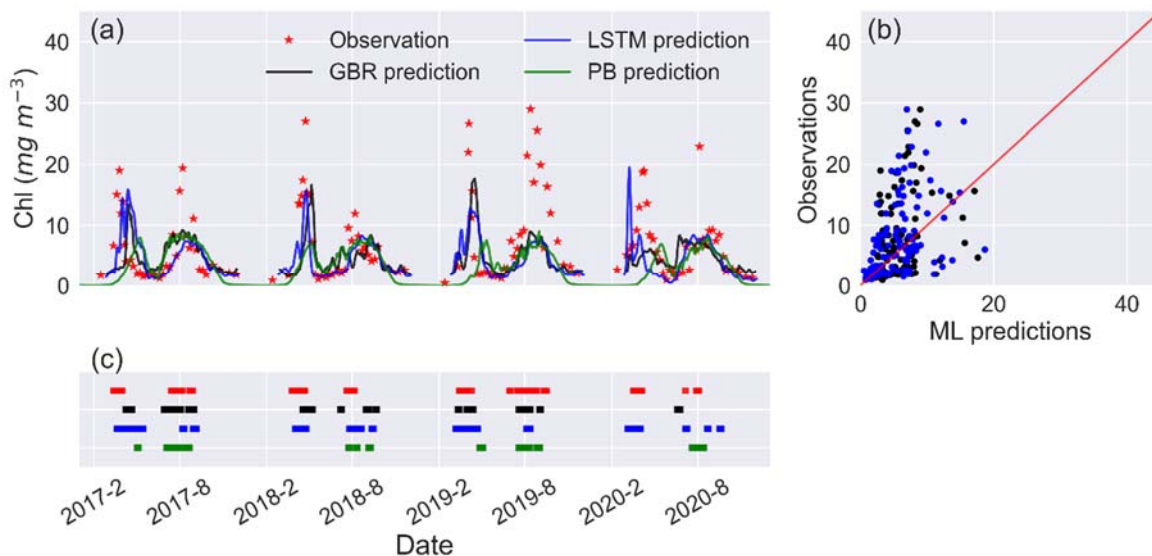 (a)
Observation
LSTM prediction
GBR prediction
PB prediction
Chl (mg m⁻³)
40
30
20
10
0
(b)
Observations
40
30
20
10
0
0
20
40
ML predictions
(c)
2017-2
2017-8
2018-2
2018-8
2019-2
2019-8
2020-2
2020-8
Date